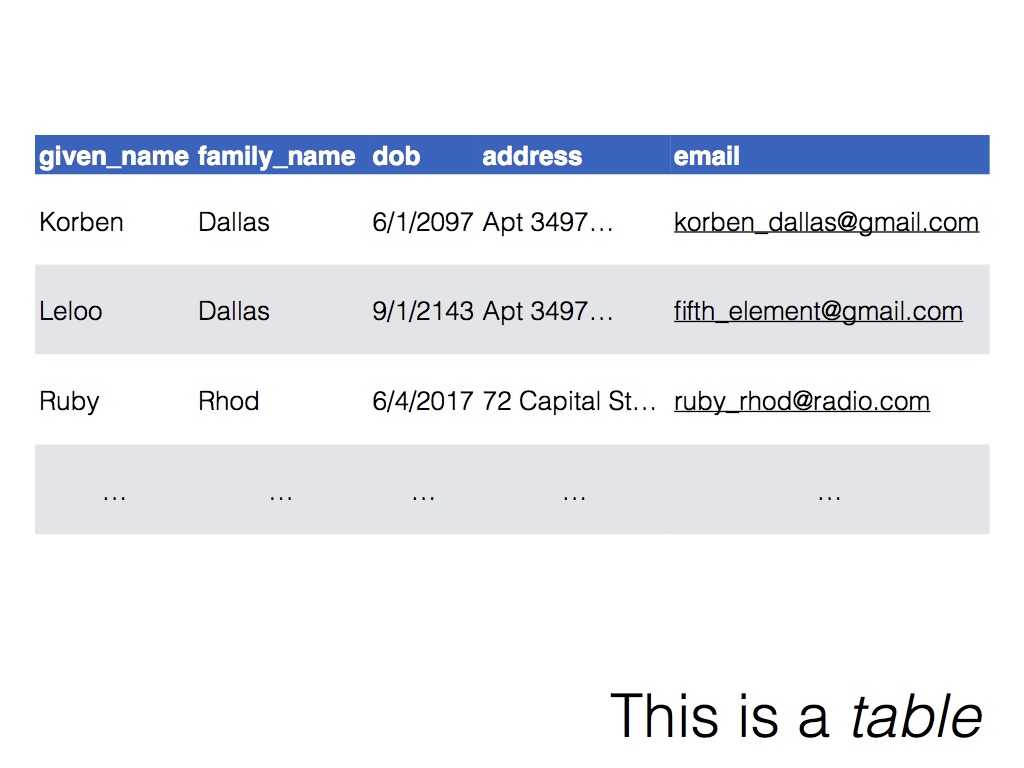 given_name family_name dob address email
Korben Dallas 6/1/2097 Apt 3497… korben_dallas@gmail.com
Leloo Dallas 9/1/2143 Apt 3497… fifth_element@gmail.com
Ruby Rhod 6/4/2017 72 Capital St… ruby_rhod@radio.com
… … … … …
This is a table